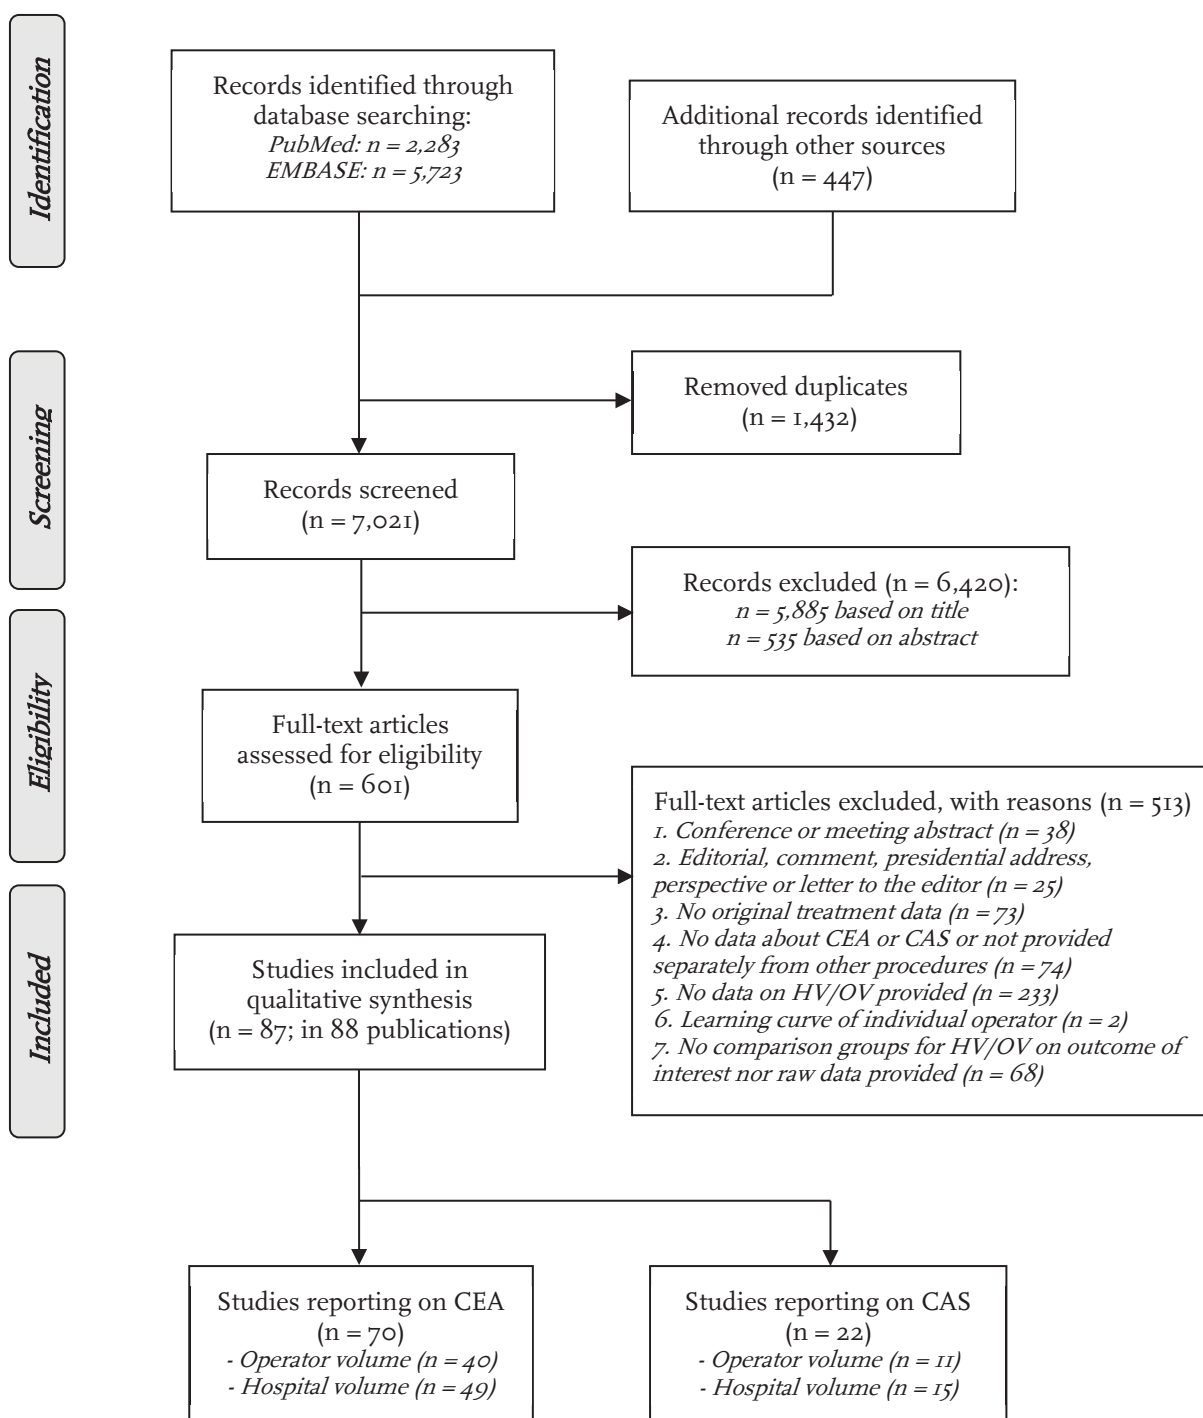 Identification
Records identified through
database searching:
PubMed: n = 2,283
EMBASE: n = 5,723
Additional records identified
through other sources
(n = 447)
Screening
Removed duplicates
(n = 1,432)
Records screened
(n = 7,021)
Records excluded (n = 6,420):
n = 5,885 based on title
n = 535 based on abstract
Eligibility
Full-text articles
assessed for eligibility
(n = 601)
Full-text articles excluded, with reasons (n = 513)
1. Conference or meeting abstract (n = 38)
2. Editorial, comment, presidential address,
perspective or letter to the editor (n = 25)
3. No original treatment data (n = 73)
4. No data about CEA or CAS or not provided
separately from other procedures (n = 74)
5. No data on HV/OV provided (n = 233)
6. Learning curve of individual operator (n = 2)
7. No comparison groups for HV/OV on outcome of
interest nor raw data provided (n = 68)
Included
Studies included in
qualitative synthesis
(n = 87; in 88 publications)
Studies reporting on CEA
(n = 70)
- Operator volume (n = 40)
- Hospital volume (n = 49)
Studies reporting on CAS
(n = 22)
- Operator volume (n = 11)
- Hospital volume (n = 15)